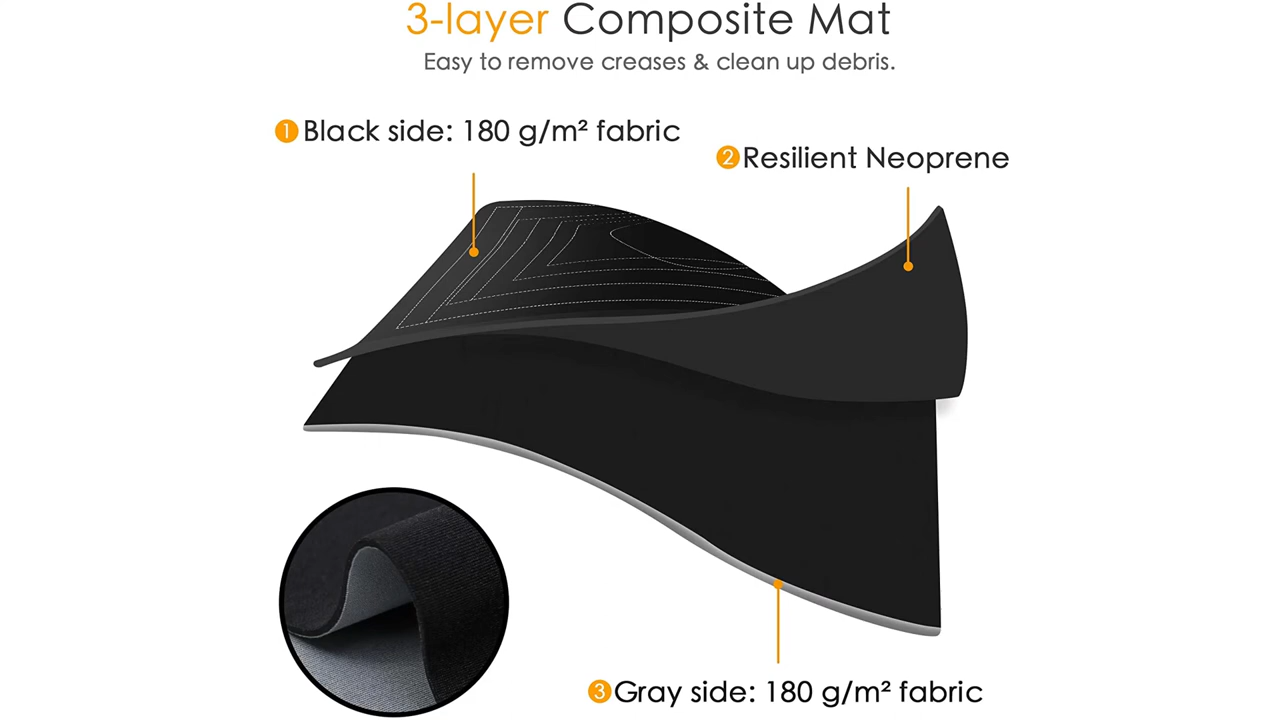 3-layer Composite Mat
Easy to remove creases & clean up debris.
1 Black side: 180 g/m² fabric
2 Resilient Neoprene
3 Gray side: 180 g/m² fabric